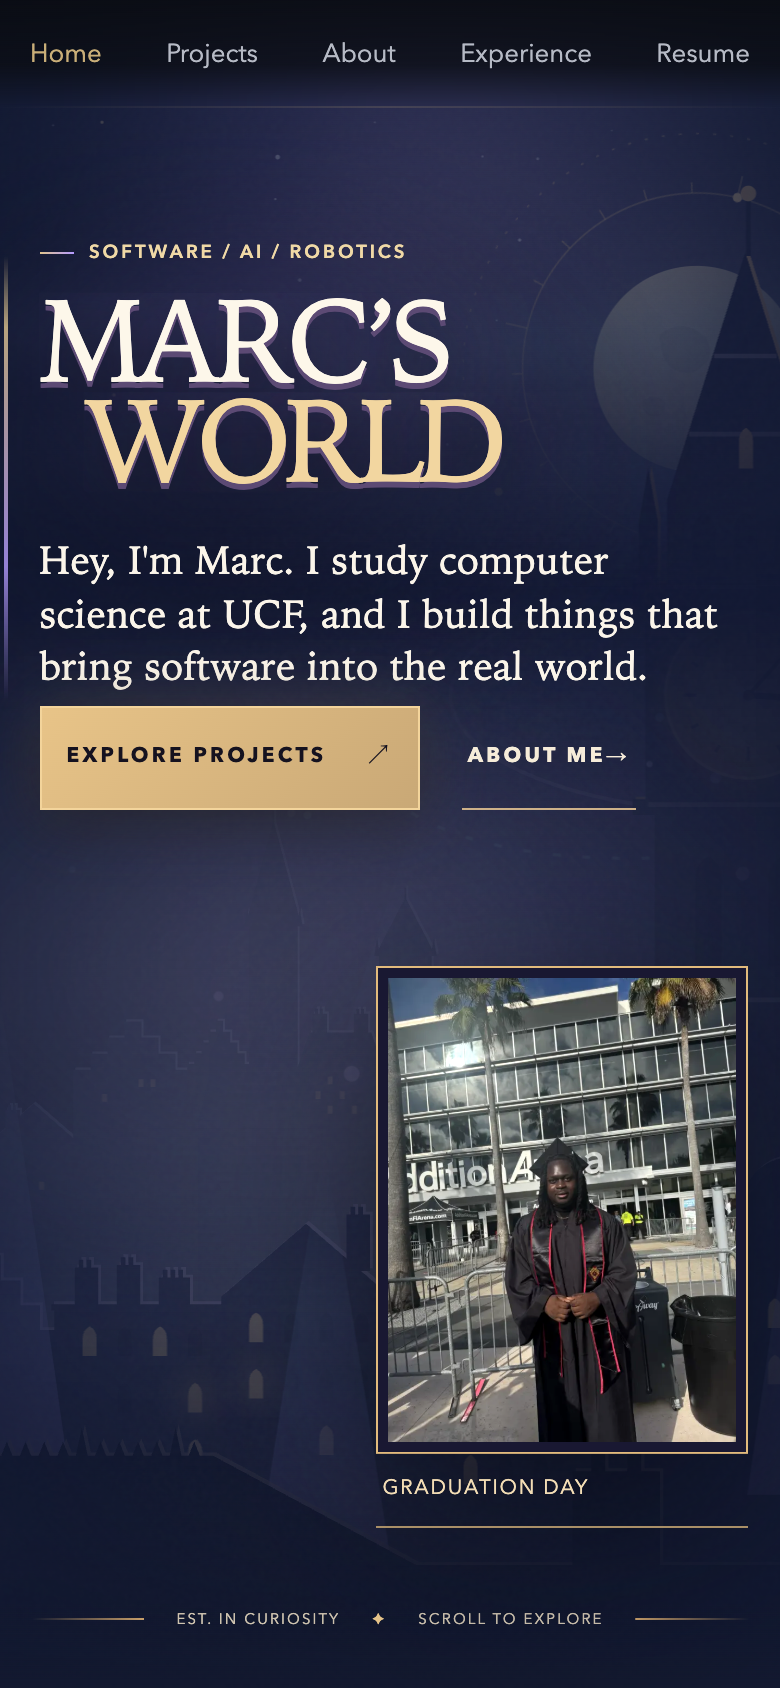 Home Projects About Experience Resume
SOFTWARE / AI / ROBOTICS
MARC’S
WORLD
Hey, I'm Marc. I study computer
science at UCF, and I build things that
bring software into the real world.
EXPLORE PROJECTS ↗ ABOUT ME→
ddition A a
GRADUATION DAY
EST. IN CURIOSITY ✦ SCROLL TO EXPLORE